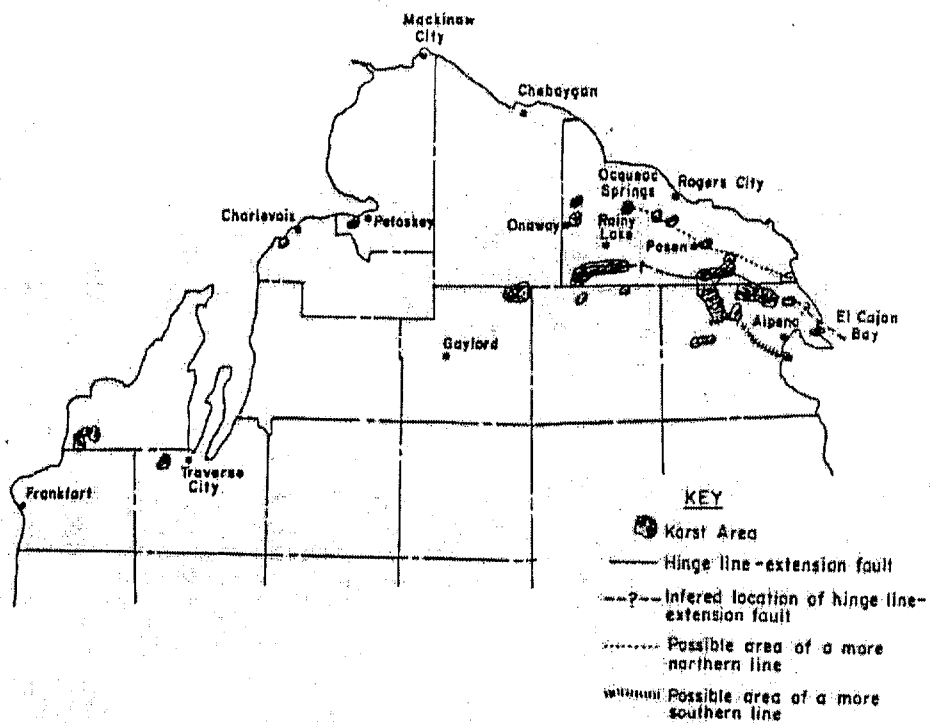 Mackinaw
City
Cheboygan
Ocqueoc
Springs
Rogers City
Charlevoix
Petoskey
Onaway
Rainy
Lake
Posen
Alpena
El Cajon
Bay
Gaylord
Traverse
City
Frankfort
KEY
Karst Area
Hinge line-extension fault
--?-- Infered location of hinge line-
extension fault
Possible area of a more
northern line
Possible area of a more
southern line